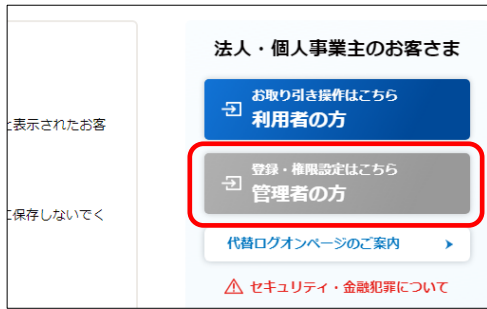 法人・個人事業主のお客さま
お取り引き操作はこちら
利用者の方
と表示されたお客
登録・権限設定はこちら
管理者の方
に保存しないでく
代替ログオンページのご案内
セキュリティ・金融犯罪について